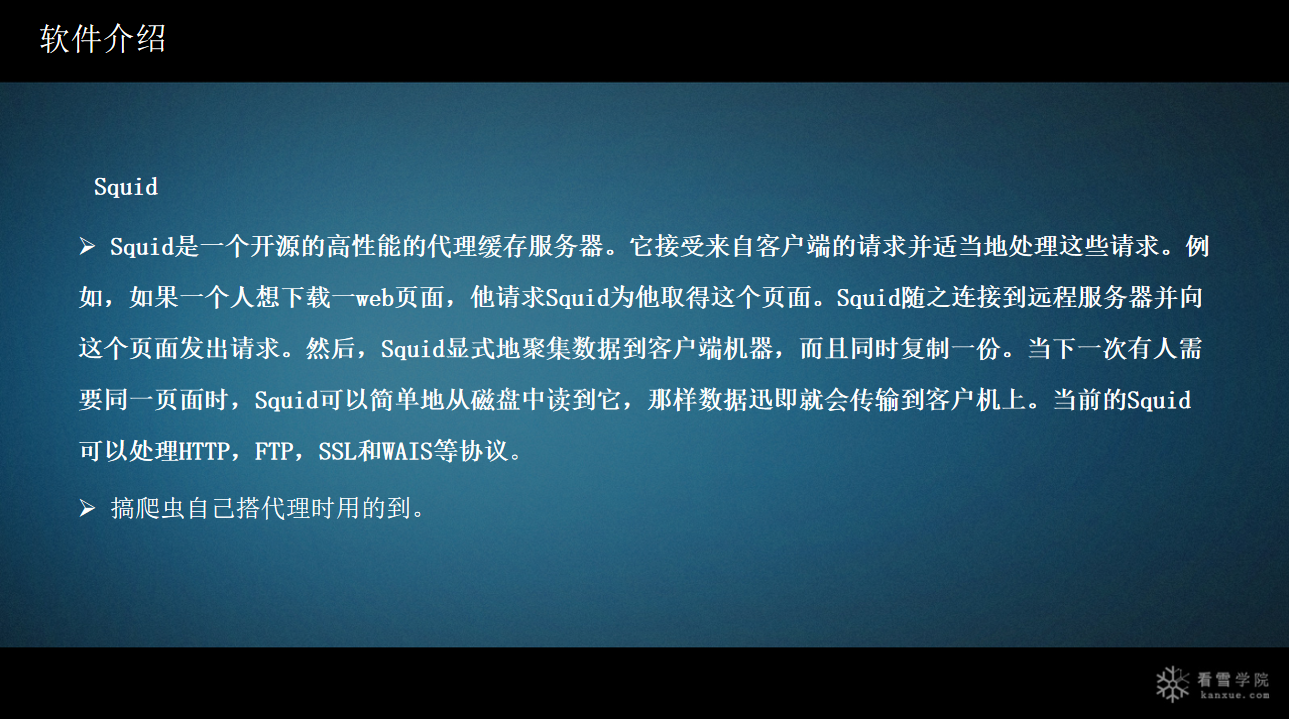 软件介绍
Squid
➢ Squid是一个开源的高性能的代理缓存服务器。它接受来自客户端的请求并适当地处理这些请求。例
如，如果一个人想下载一web页面，他请求Squid为他取得这个页面。Squid随之连接到远程服务器并向
这个页面发出请求。然后，Squid显式地聚集数据到客户端机器，而且同时复制一份。当下一次有人需
要同一页面时，Squid可以简单地从磁盘中读到它，那样数据迅即就会传输到客户机上。当前的Squid
可以处理HTTP，FTP，SSL和WAIS等协议。
➢ 搞爬虫自己搭代理时用的到。
看雪学院
kanxue.com